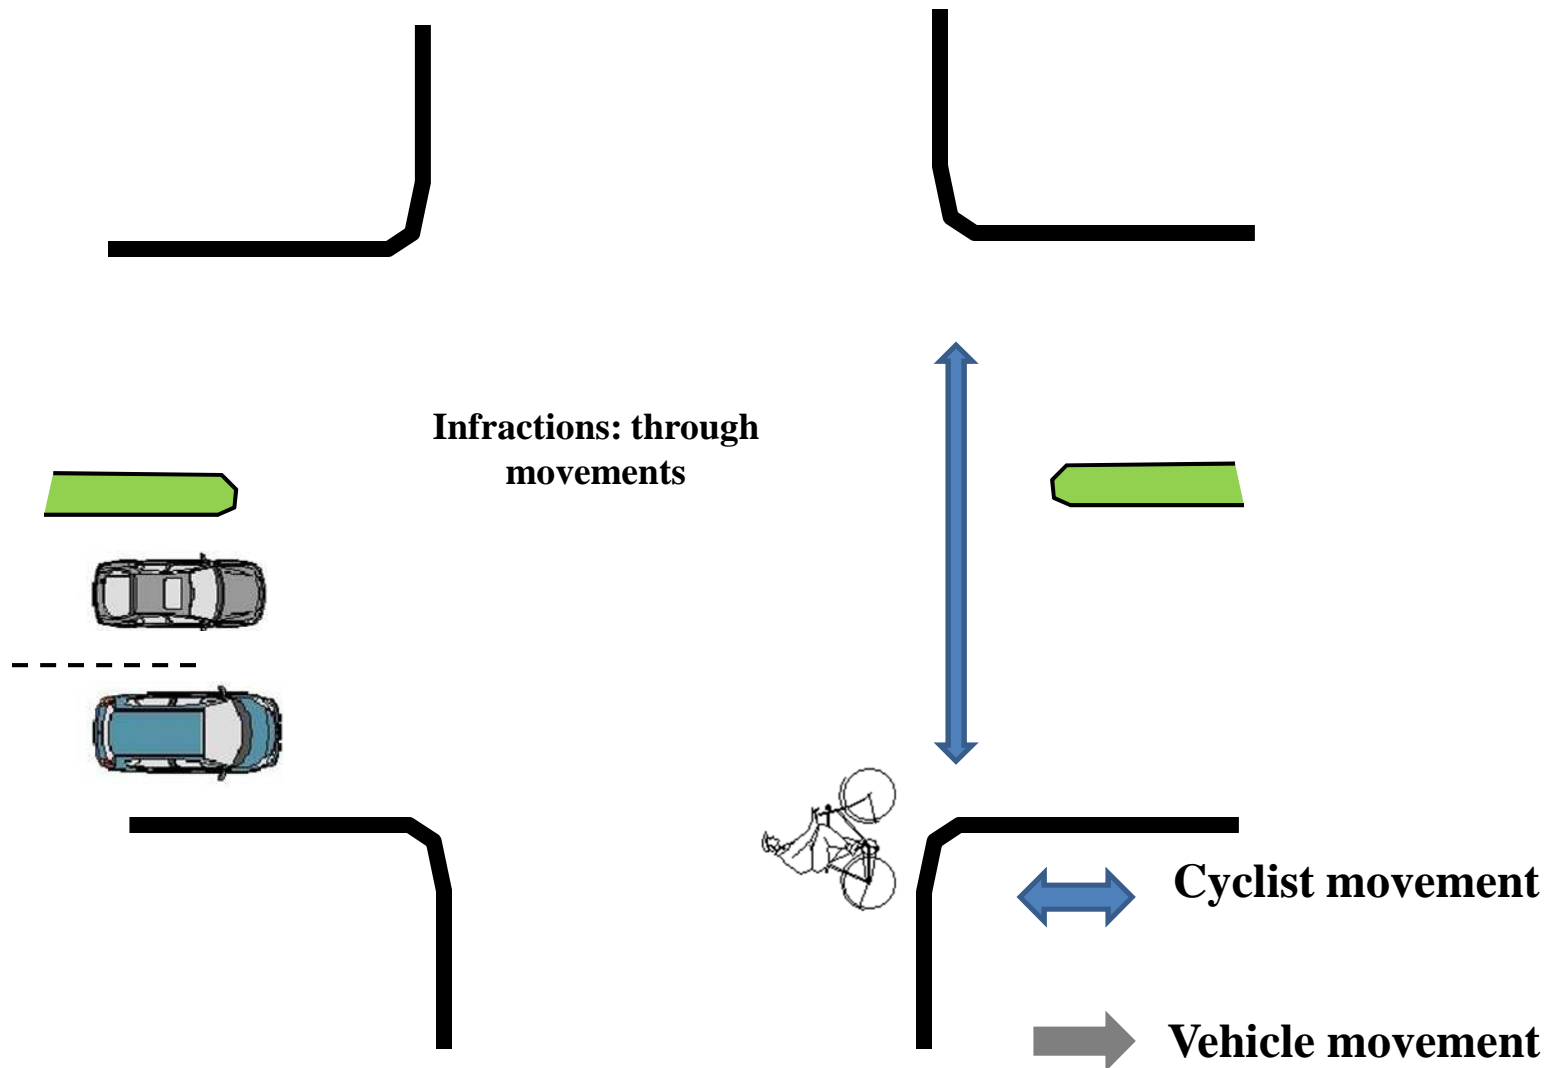 Infractions: through
movements
Cyclist movement
Vehicle movement